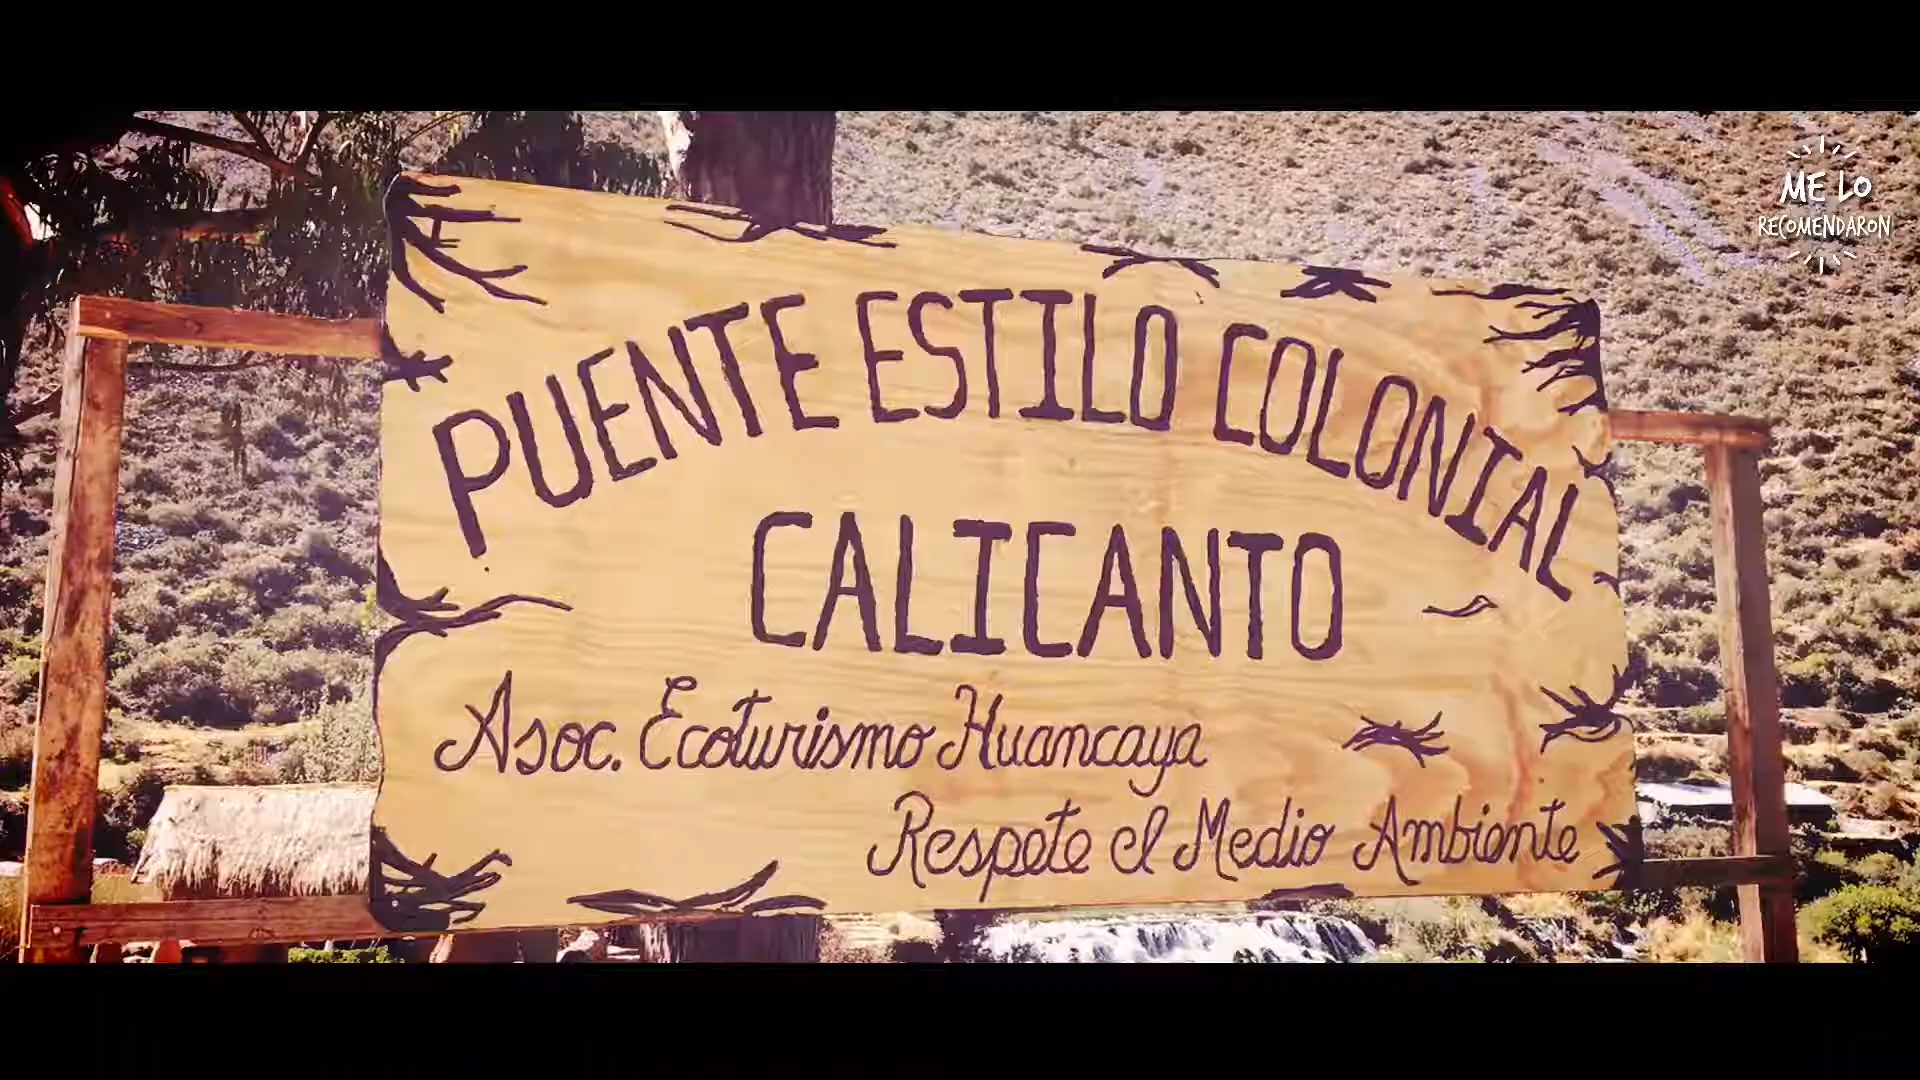 ME LO
RECOMENDARON
PUENTE ESTILO COLONIAL
CALICANTO
Asoc. Ecoturismo Huancaya
Respete el Medio Ambiente